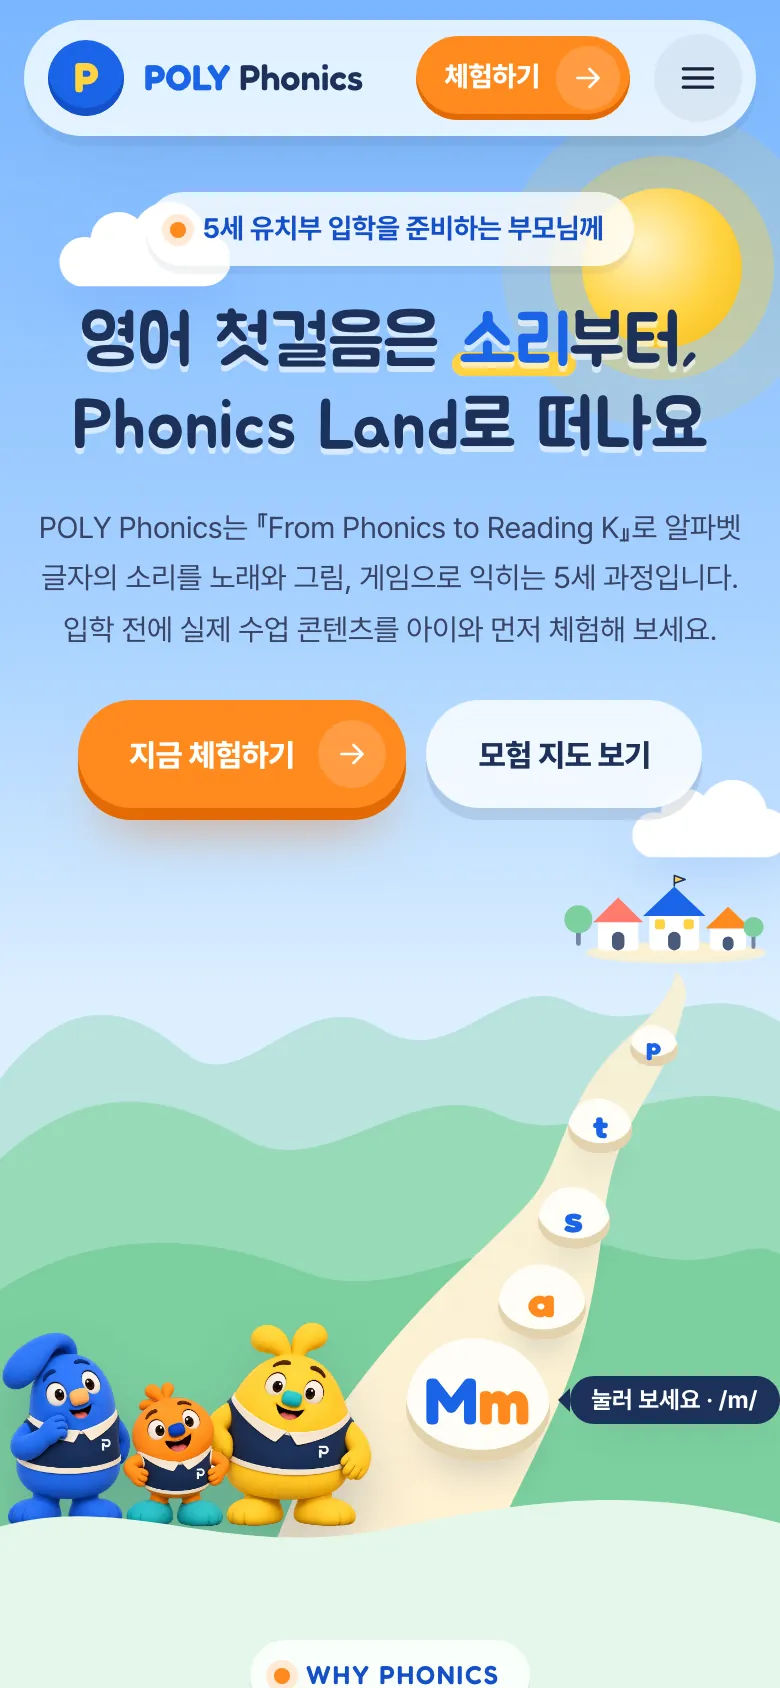 P POLY Phonics 체험하기
5세 유치부 입학을 준비하는 부모님께
영어 첫걸음은 소리부터,
Phonics Land로 떠나요
POLY Phonics는 『From Phonics to Reading K』로 알파벳
글자의 소리를 노래와 그림, 게임으로 익히는 5세 과정입니다.
입학 전에 실제 수업 콘텐츠를 아이와 먼저 체험해 보세요.
지금 체험하기 모험 지도 보기
p
t
s
a
Mm 눌러 보세요 · /m/
P P P
WHY PHONICS